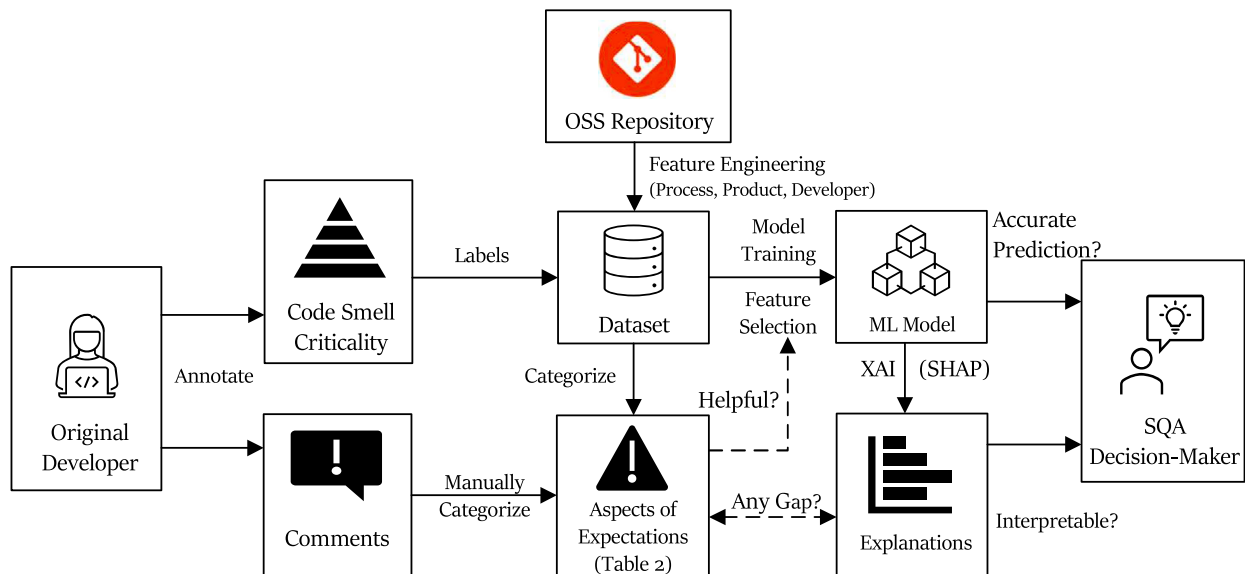 OSS Repository
Feature Engineering
(Process, Product, Developer)
Code Smell
Criticality
Labels
Dataset
Model
Training
ML Model
Accurate
Prediction?
Original
Developer
Annotate
Feature
Selection
Categorize
Helpful?
XAI (SHAP)
SQA
Decision-Maker
Comments
Manually
Categorize
Aspects of
Expectations
(Table 2)
Any Gap?
Explanations
Interpretable?